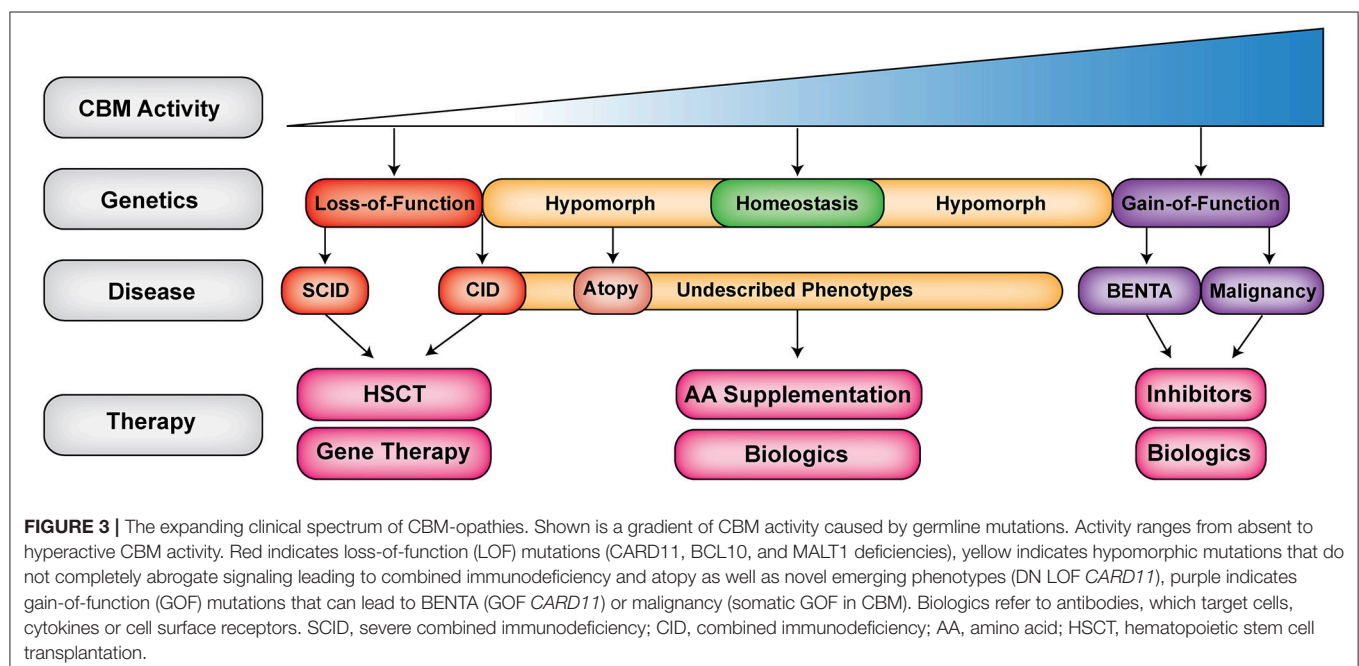 CBM Activity
Genetics
Loss-of-Function
Hypomorph
Homeostasis
Hypomorph
Gain-of-Function
Disease
SCID
CID
Atopy
Undescribed Phenotypes
BENTA
Malignancy
Therapy
HSCT
AA Supplementation
Inhibitors
Gene Therapy
Biologics
Biologics
FIGURE 3 | The expanding clinical spectrum of CBM-opathies. Shown is a gradient of CBM activity caused by germline mutations. Activity ranges from absent to
hyperactive CBM activity. Red indicates loss-of-function (LOF) mutations (CARD11, BCL10, and MALT1 deficiencies), yellow indicates hypomorphic mutations that do
not completely abrogate signaling leading to combined immunodeficiency and atopy as well as novel emerging phenotypes (DN LOF CARD11), purple indicates
gain-of-function (GOF) mutations that can lead to BENTA (GOF CARD11) or malignancy (somatic GOF in CBM). Biologics refer to antibodies, which target cells,
cytokines or cell surface receptors. SCID, severe combined immunodeficiency; CID, combined immunodeficiency; AA, amino acid; HSCT, hematopoietic stem cell
transplantation.